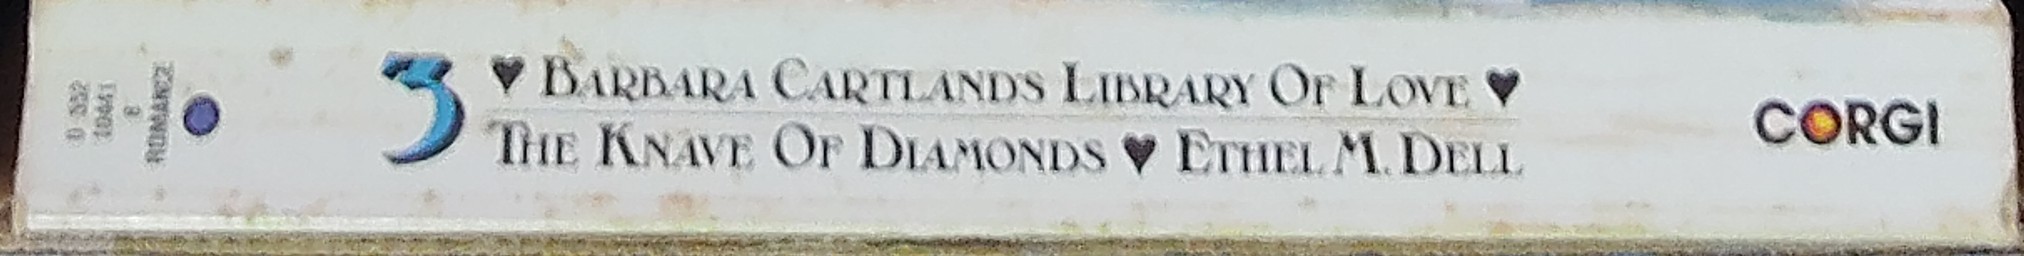 0 552
10441
6
ROMANCE
3
♥ BARBARA CARTLAND'S LIBRARY OF LOVE ♥
THE KNAVE OF DIAMONDS ♥ ETHEL M. DELL
CORGI